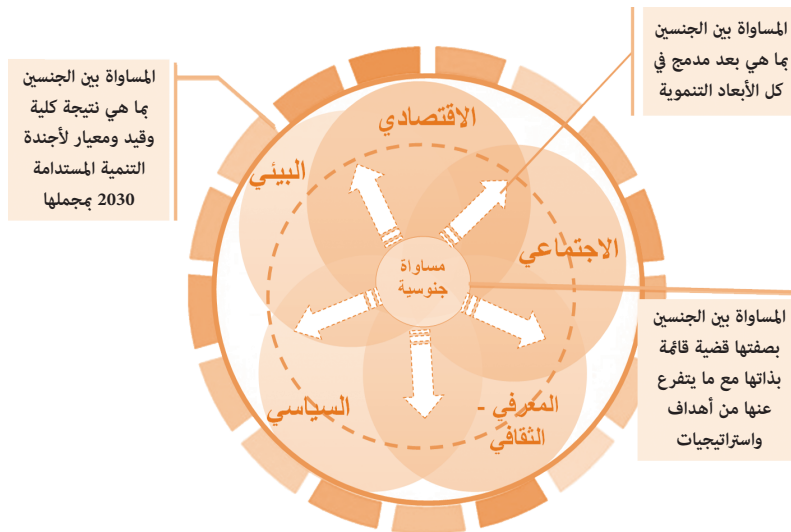 المساواة بين الجنسين
بما هي بعد مدمج في
كل الأبعاد التنموية
المساواة بين الجنسين
بما هي نتيجة كلية
وقيد ومعيار لأجندة
التنمية المستدامة
2030 بمجملها
الاقتصادي
البيئي
الاجتماعي
مساواة
جنوسية
المساواة بين الجنسين
بصفتها قضية قائمة
بذاتها مع ما يتفرع
عنها من أهداف
واستراتيجيات
السياسي
المعرفي -
الثقافي